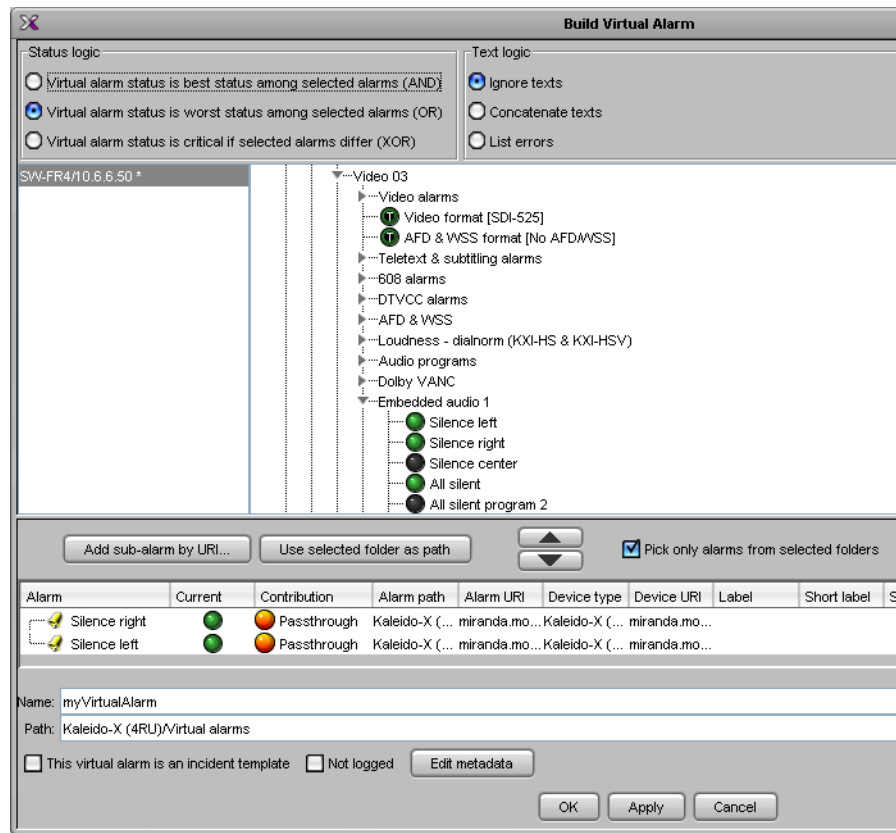 Build Virtual Alarm
Status logic
Text logic
Virtual alarm status is best status among selected alarms (AND)
Ignore texts
Virtual alarm status is worst status among selected alarms (OR)
Concatenate texts
Virtual alarm status is critical if selected alarms differ (XOR)
List errors
SW-FR4/10.6.6.50 *
Video 03
Video alarms
T Video format [SDI-525]
T AFD & WSS format [No AFD/WSS]
Teletext & subtitling alarms
608 alarms
DTVCC alarms
AFD & WSS
Loudness - dialnorm (KXI-HS & KXI-HSV)
Audio programs
Dolby VANC
Embedded audio 1
Silence left
Silence right
Silence center
All silent
All silent program 2
Add sub-alarm by URI... Use selected folder as path Pick only alarms from selected folders
Alarm Current Contribution Alarm path Alarm URI Device type Device URI Label Short label S
Silence right Passthrough Kaleido-X (... miranda.mo... Kaleido-X (... miranda.mo...
Silence left Passthrough Kaleido-X (... miranda.mo... Kaleido-X (... miranda.mo...
Name: myVirtualAlarm
Path: Kaleido-X (4RU)/Virtual alarms
This virtual alarm is an incident template Not logged Edit metadata
OK Apply Cancel